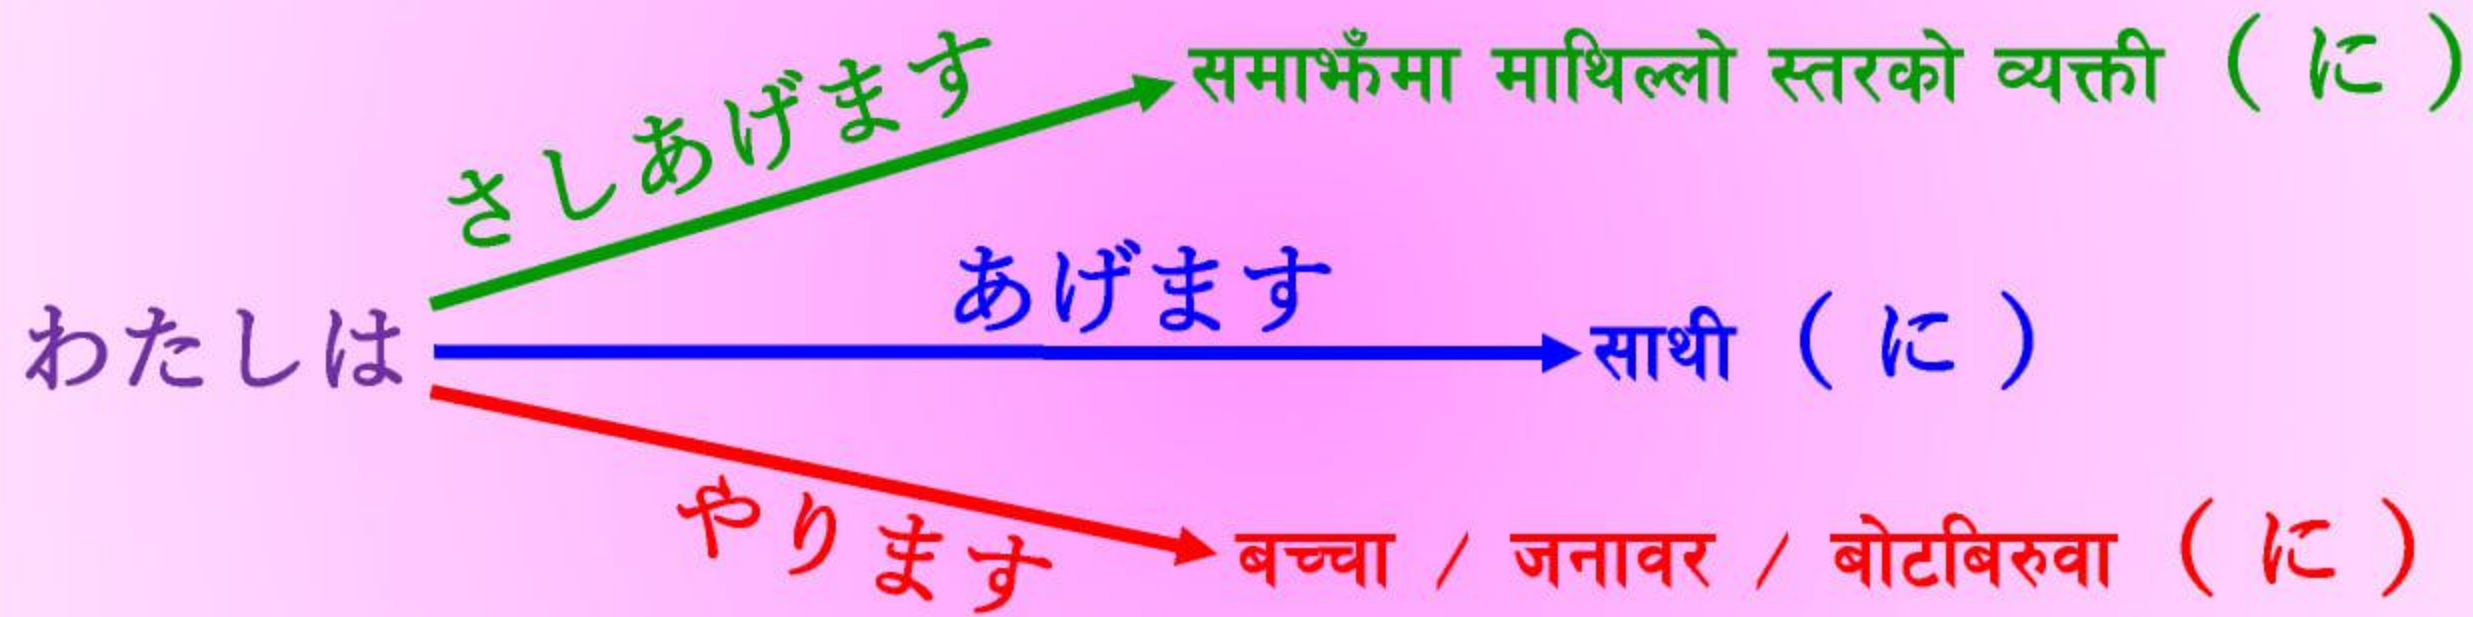 さしあげます
समाझँमा माथिल्लो स्तरको व्यक्ती ( に )
わたしは
あげます
साथी ( に )
やります
बच्चा / जनावर / बोटबिरुवा ( に )